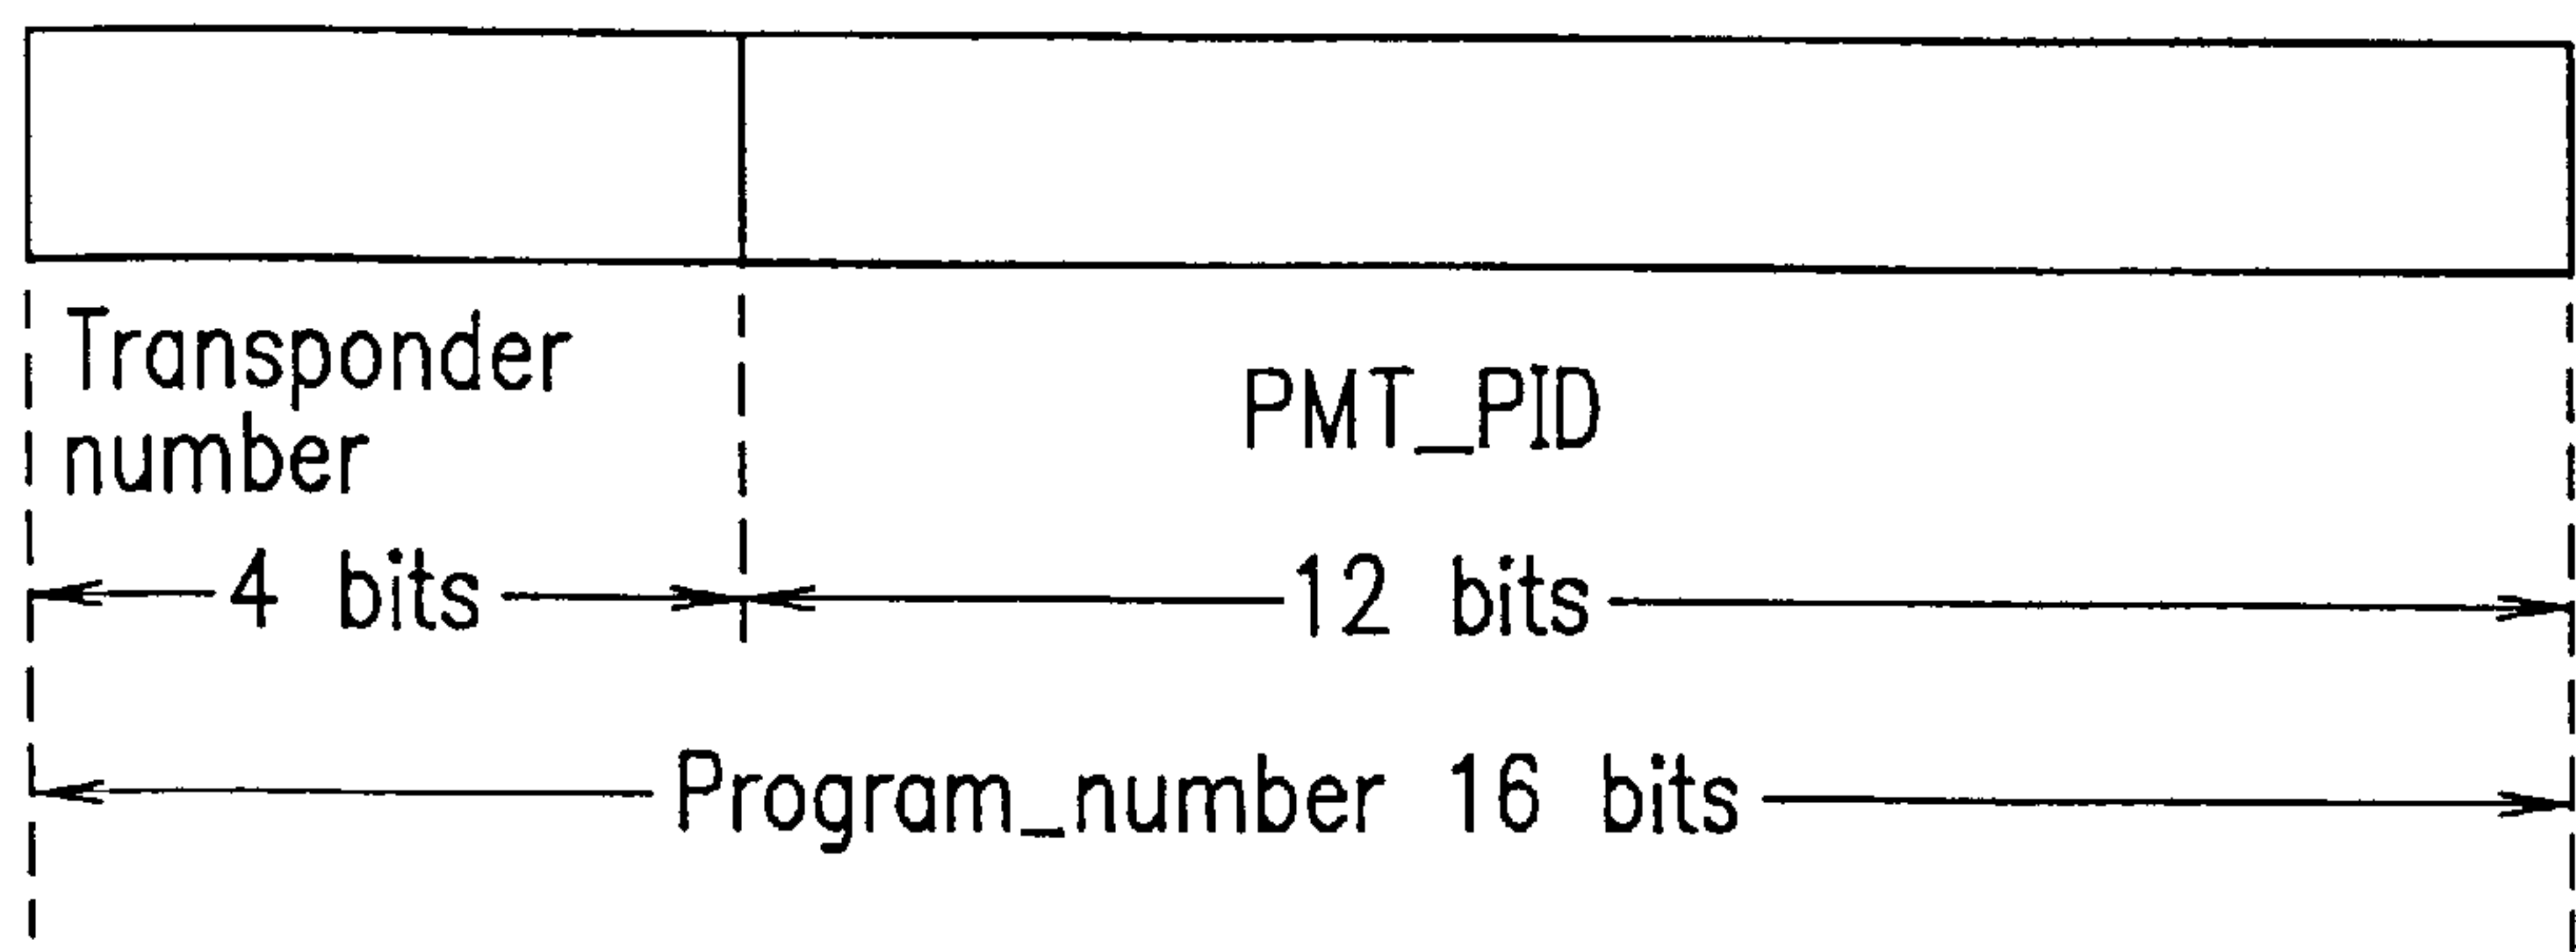 Transponder
number
PMT_PID
4 bits
12 bits
Program_number 16 bits